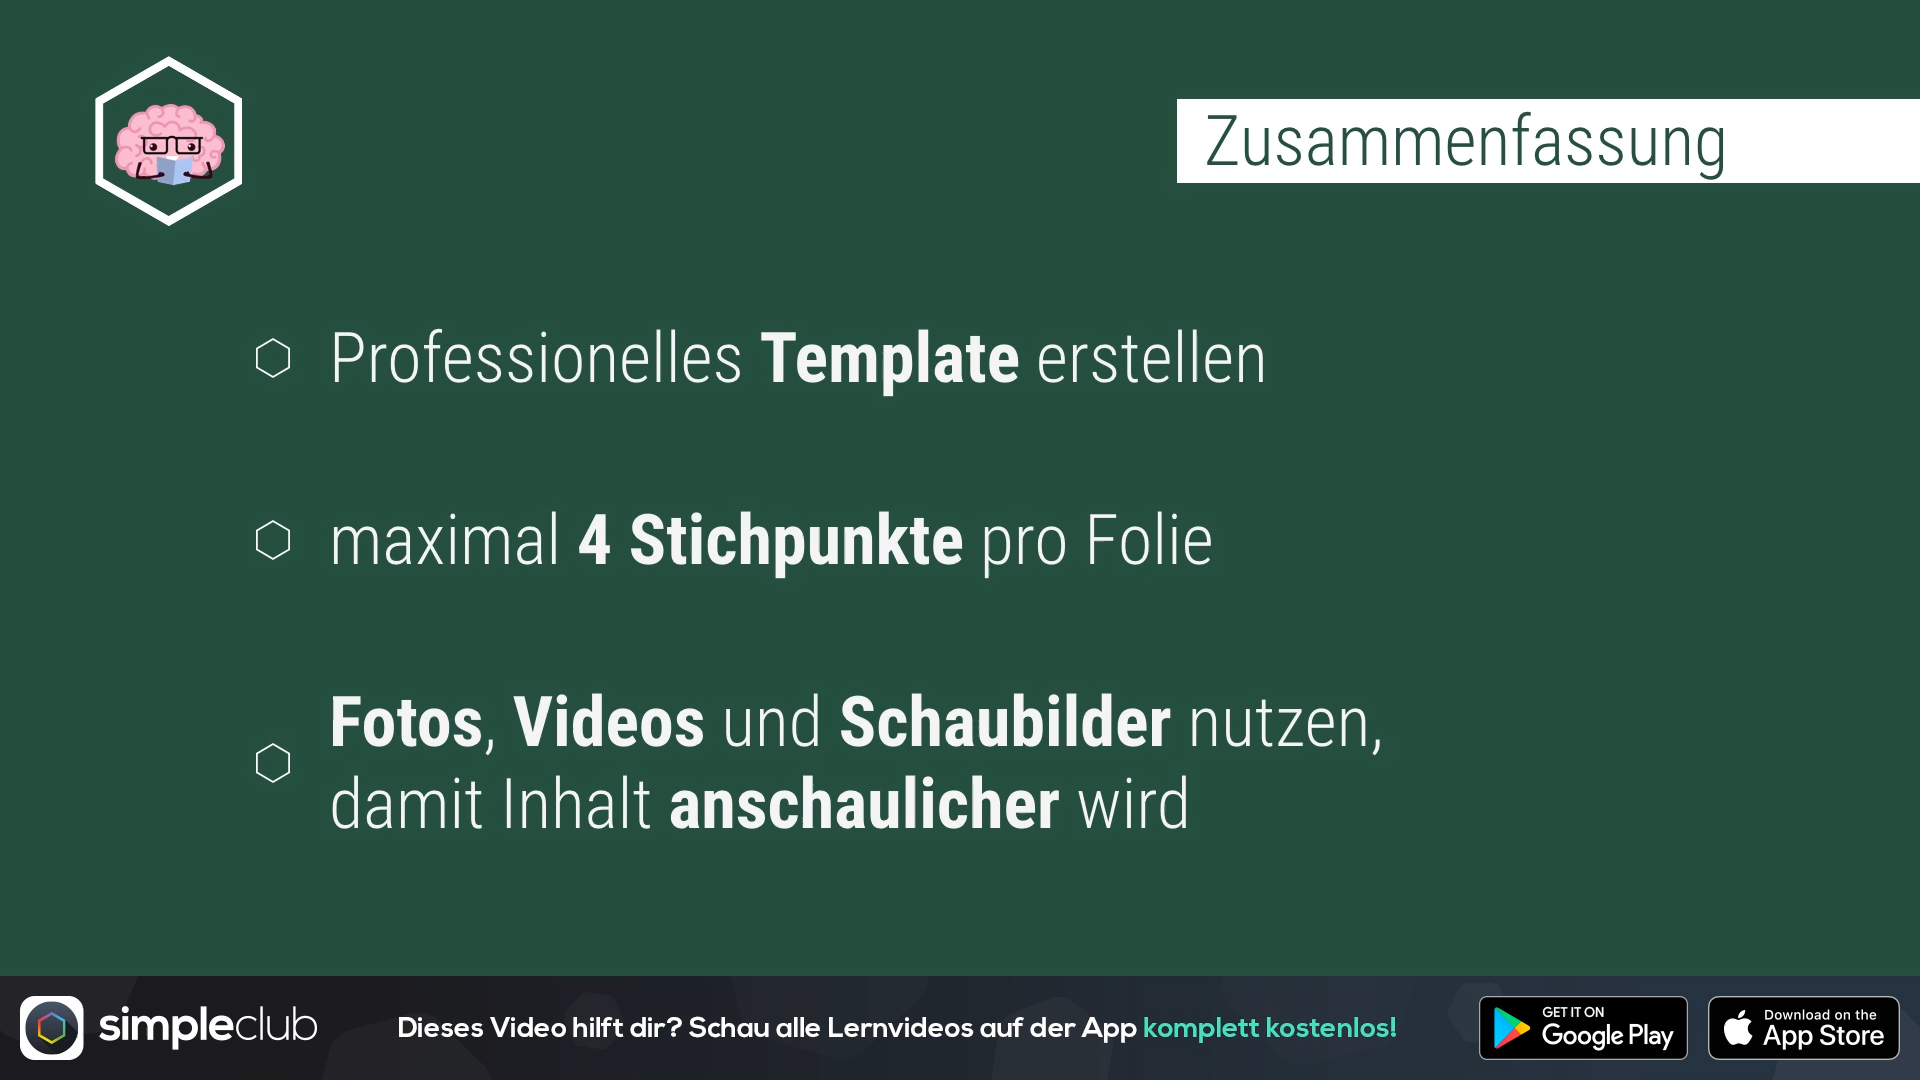 Zusammenfassung
Professionelles Template erstellen
maximal 4 Stichpunkte pro Folie
Fotos, Videos und Schaubilder nutzen,
damit Inhalt anschaulicher wird
simpleclub
Dieses Video hilft dir? Schau alle Lernvideos auf der App komplett kostenlos!
GET IT ON
Google Play
Download on the
App Store